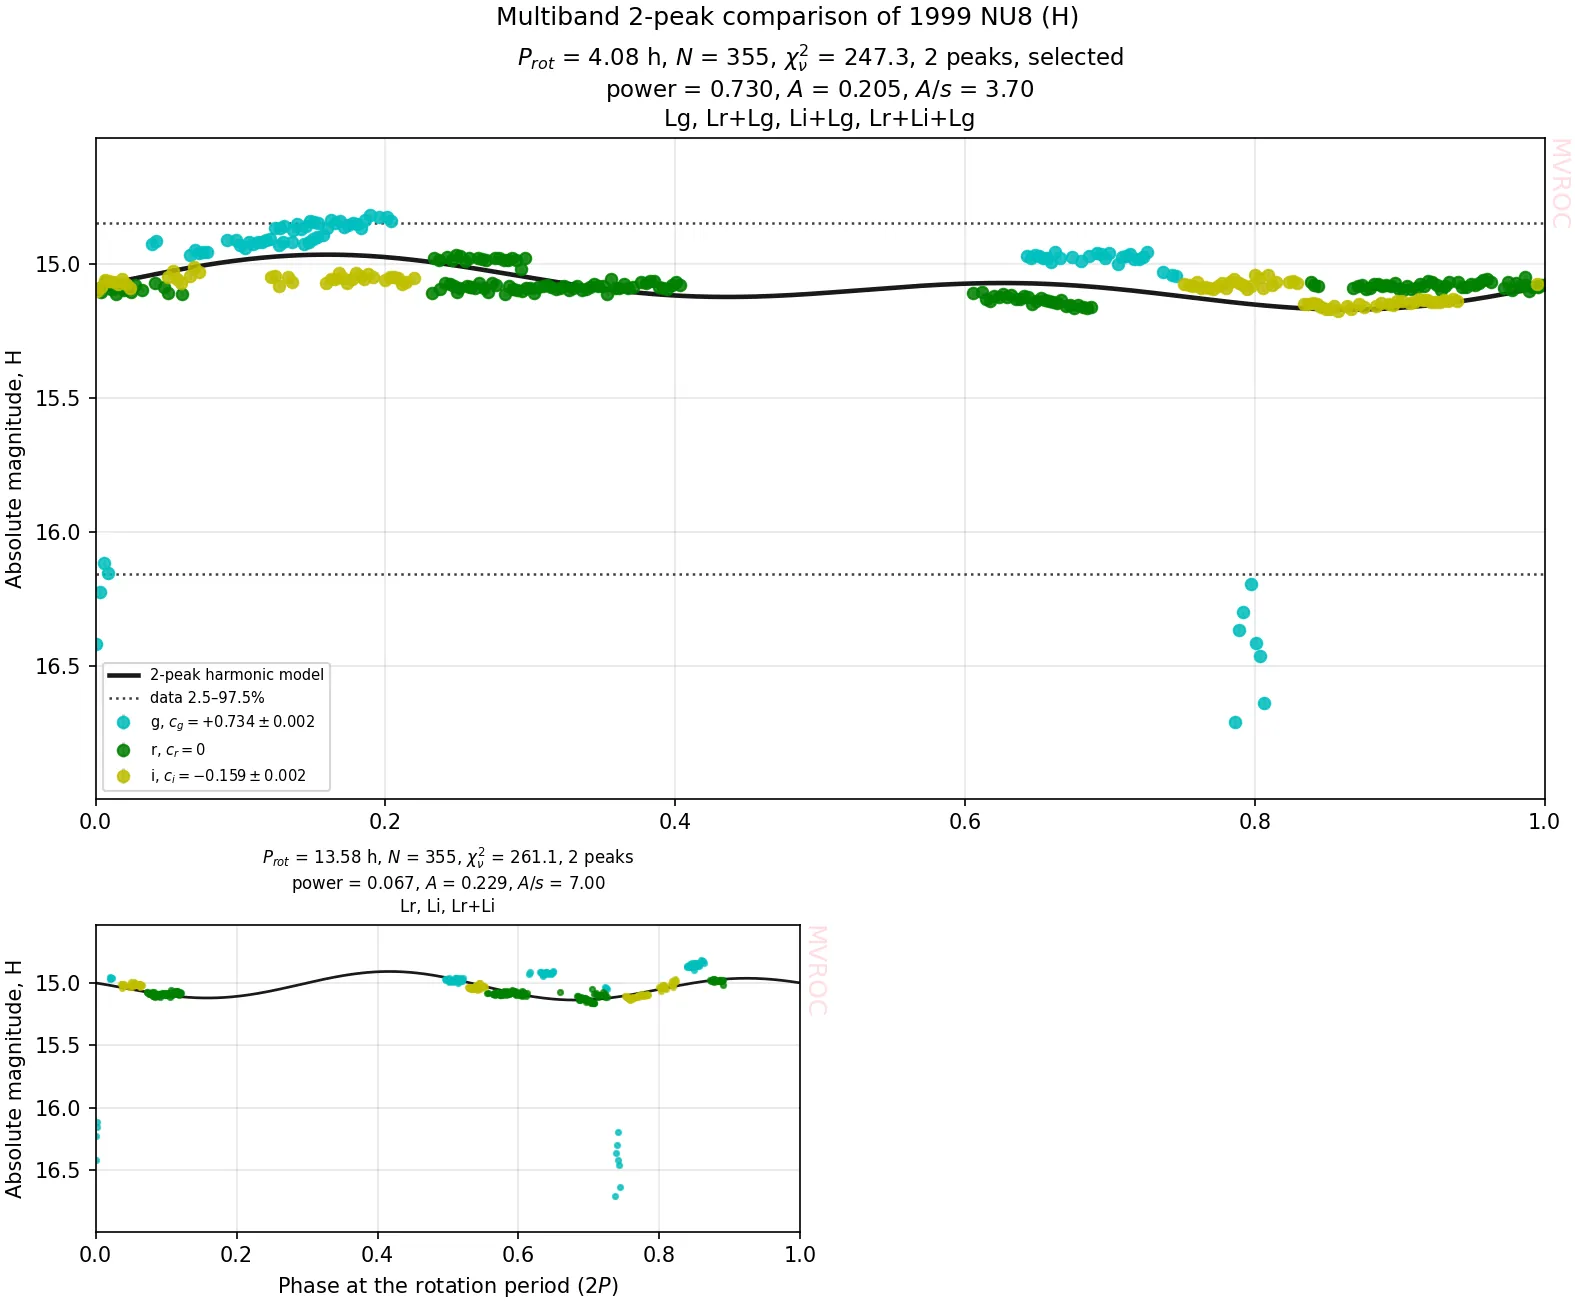 Multiband 2-peak comparison of 1999 NU8 (H)
P_rot = 4.08 h, N = 355, χ²_ν = 247.3, 2 peaks, selected
power = 0.730, A = 0.205, A/s = 3.70
Lg, Lr+Lg, Li+Lg, Lr+Li+Lg
MVROC
Absolute magnitude, H
15.0
15.5
16.0
16.5
2-peak harmonic model
data 2.5–97.5%
g, c_g = +0.734 ± 0.002
r, c_r = 0
i, c_i = −0.159 ± 0.002
0.0 0.2 0.4 0.6 0.8 1.0
P_rot = 13.58 h, N = 355, χ²_ν = 261.1, 2 peaks
power = 0.067, A = 0.229, A/s = 7.00
Lr, Li, Lr+Li
MVROC
Absolute magnitude, H
15.0
15.5
16.0
16.5
0.0 0.2 0.4 0.6 0.8 1.0
Phase at the rotation period (2P)